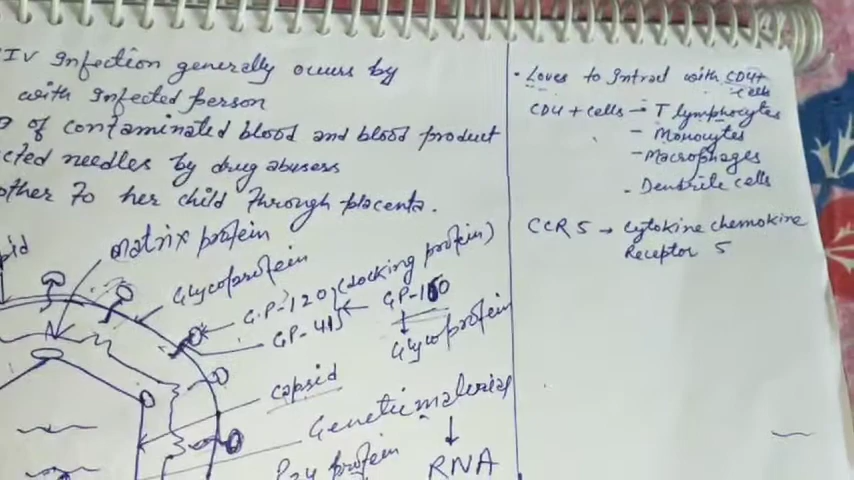 IV Infection generally occurs by
with infected person
of contaminated blood and blood product
cted needles by drug abusers
other to her child through placenta.
pid
matrix protein
Glycoprotein
GP-120 (docking protein)
GP-41
GP-160
Glycoprotein
capsid
Genetic material
RNA
P24 protein
• Loves to Intract with CD4+
cells
CD4+cells → T lymphocytes
- Monocytes
- Macrophages
- Dendrite cells
CCR5 → Cytokine chemokine
Receptor 5